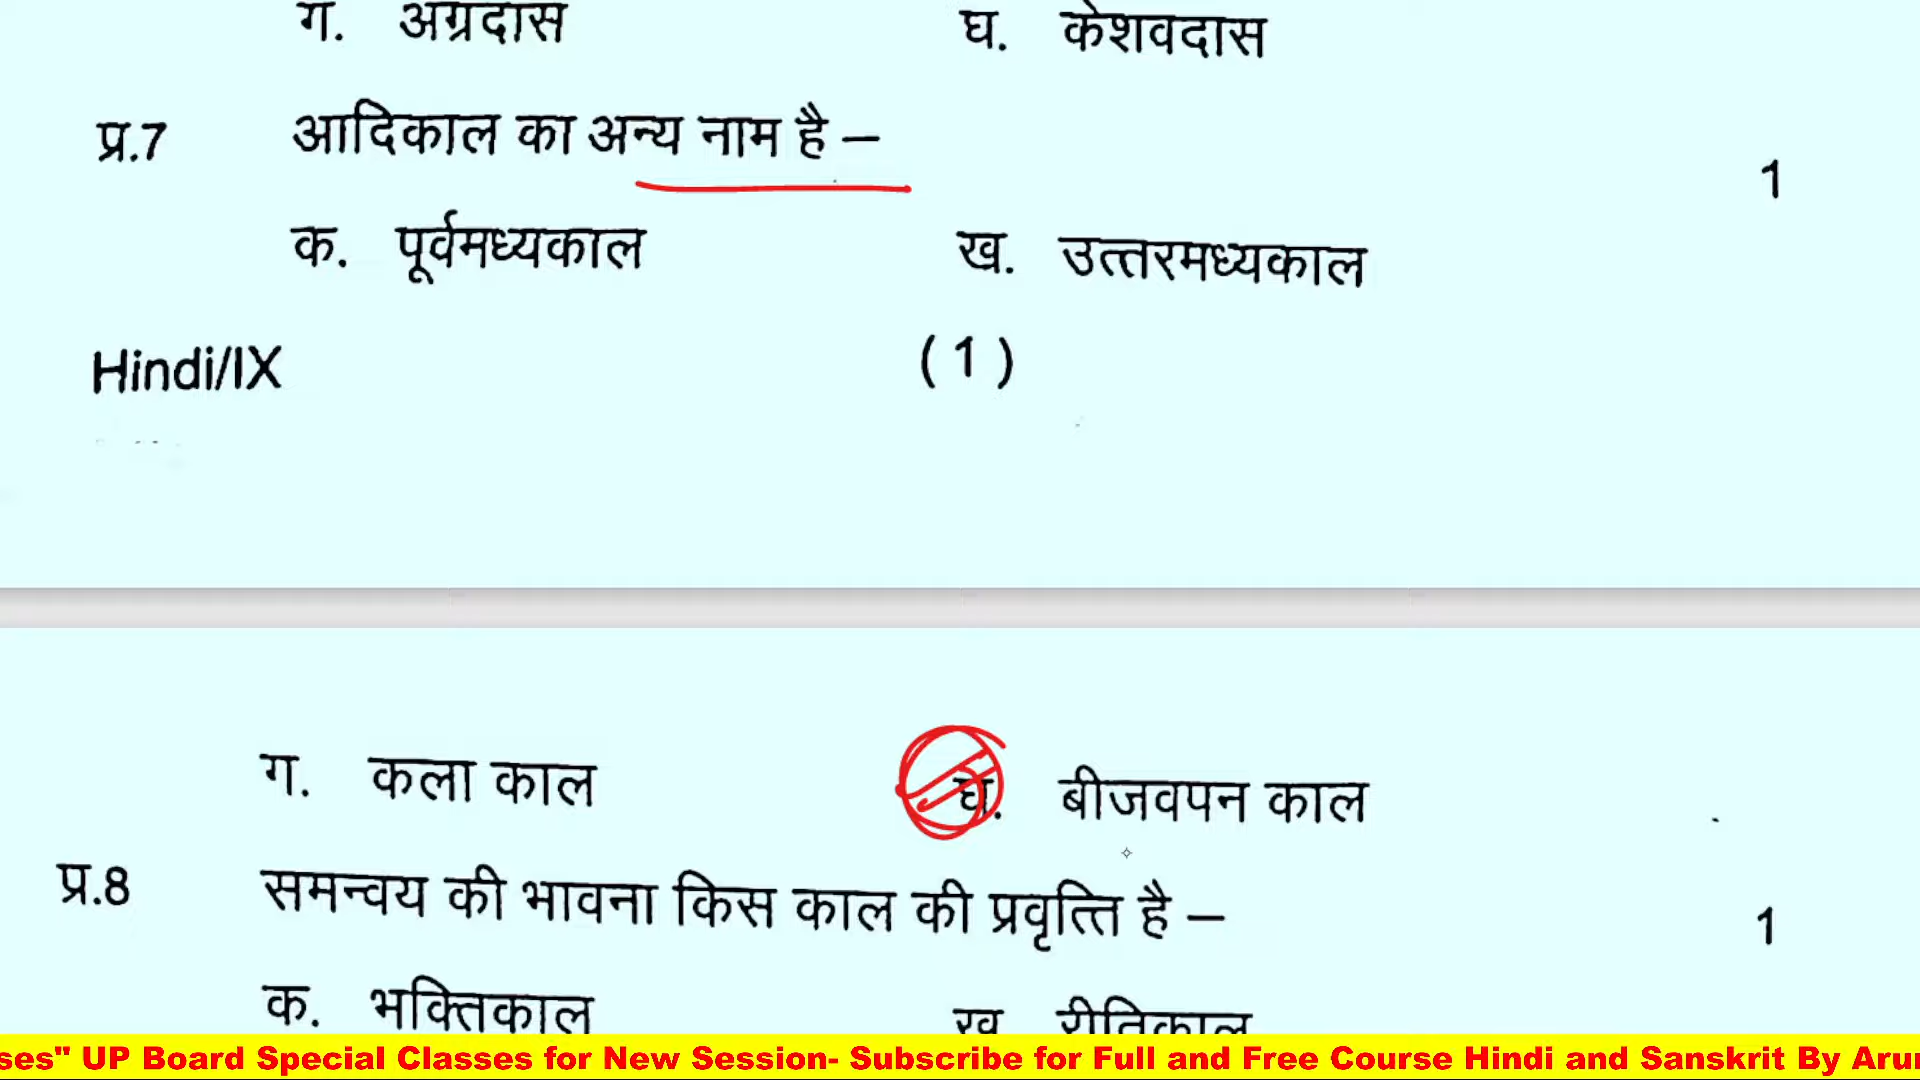 ग. अग्रदास घ. केशवदास
प्र.7 आदिकाल का अन्य नाम है – 1
क. पूर्वमध्यकाल ख. उत्तरमध्यकाल
Hindi/IX (1)
ग. कला काल घ. बीजवपन काल
प्र.8 समन्वय की भावना किस काल की प्रवृत्ति है – 1
क. भक्तिकाल ख रीतिकाल
ses" UP Board Special Classes for New Session- Subscribe for Full and Free Course Hindi and Sanskrit By Arun